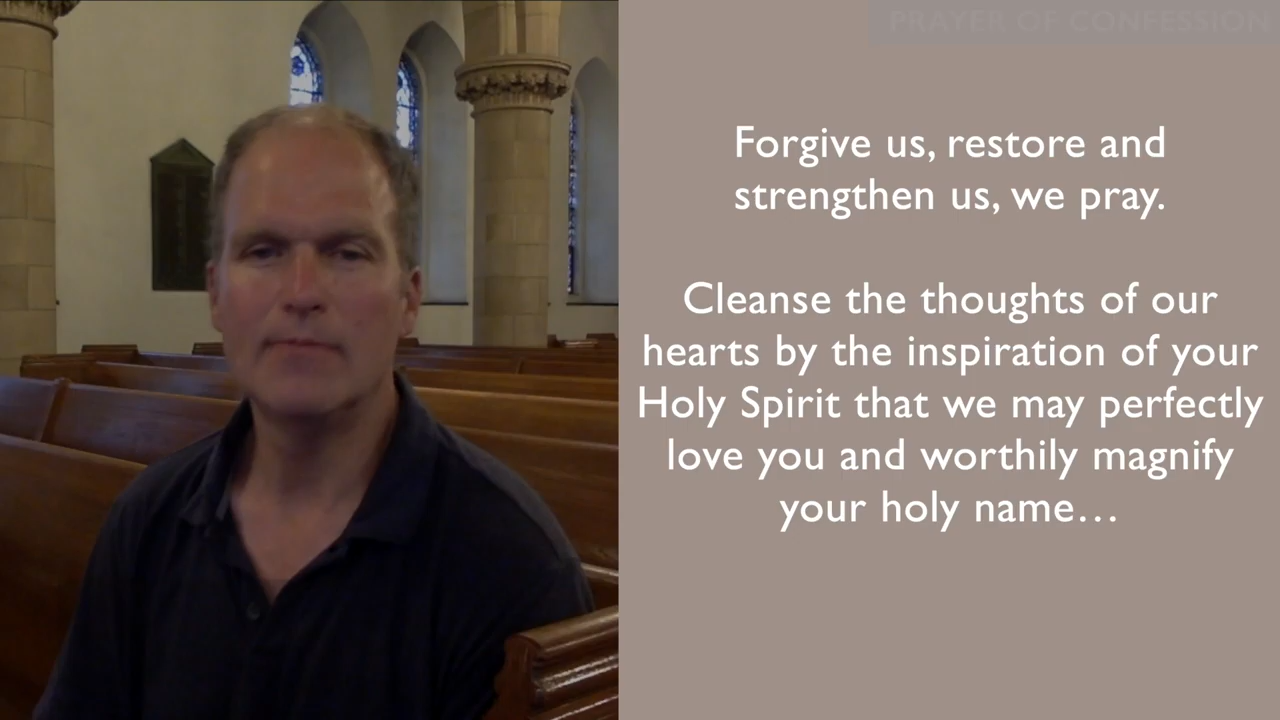 PRAYER OF CONFESSION
Forgive us, restore and
strengthen us, we pray.
Cleanse the thoughts of our
hearts by the inspiration of your
Holy Spirit that we may perfectly
love you and worthily magnify
your holy name…